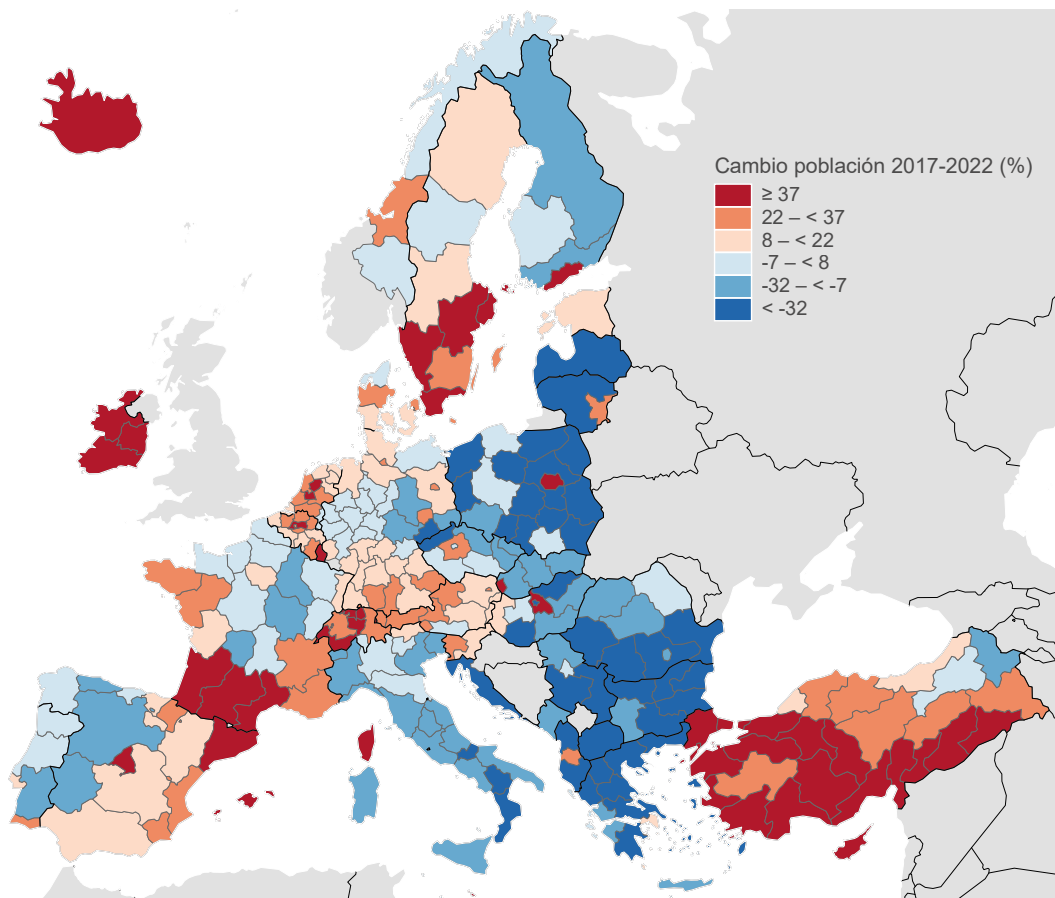 Cambio población 2017-2022 (%)
≥ 37
22 – < 37
8 – < 22
-7 – < 8
-32 – < -7
< -32